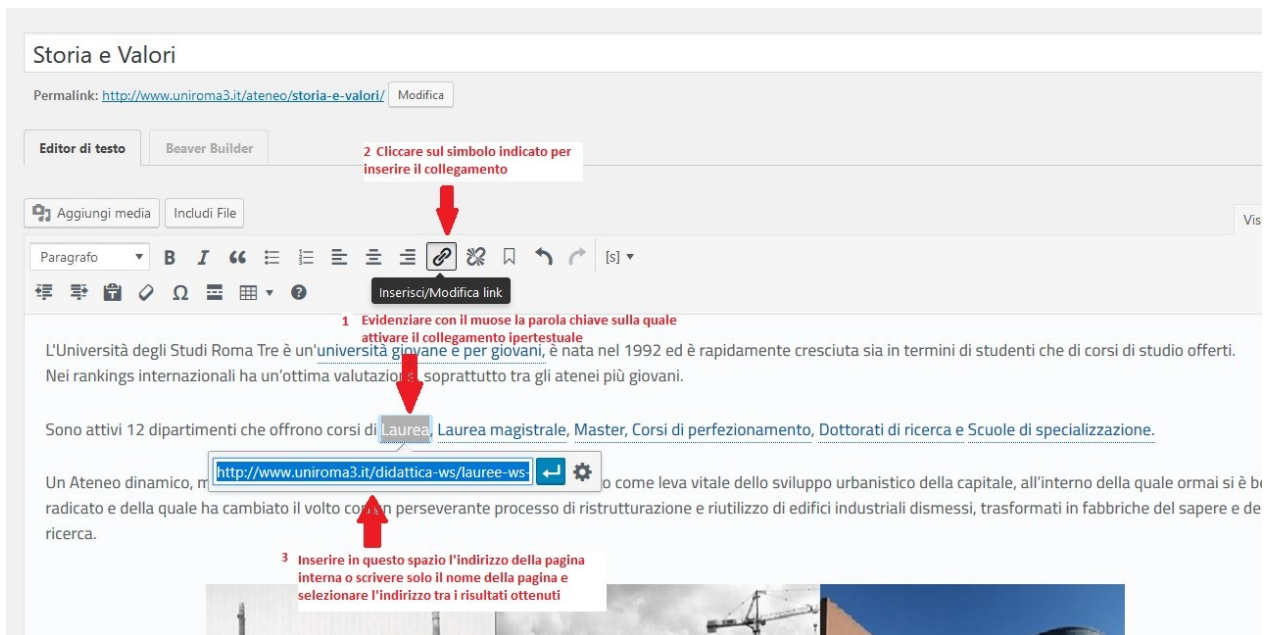 Storia e Valori
Permalink: http://www.uniroma3.it/ateneo/storia-e-valori/ Modifica
Editor di testo Beaver Builder
2 Cliccare sul simbolo indicato per
inserire il collegamento
Aggiungi media Includi File
Vis
Paragrafo B I [s]
Inserisci/Modifica link
1 Evidenziare con il muose la parola chiave sulla quale
attivare il collegamento ipertestuale
L'Università degli Studi Roma Tre è un'università giovane e per giovani, è nata nel 1992 ed è rapidamente cresciuta sia in termini di studenti che di corsi di studio offerti.
Nei rankings internazionali ha un’ottima valutazione soprattutto tra gli atenei più giovani.
Sono attivi 12 dipartimenti che offrono corsi di Laurea, Laurea magistrale, Master, Corsi di perfezionamento, Dottorati di ricerca e Scuole di specializzazione.
http://www.uniroma3.it/didattica-ws/lauree-ws-
Un Ateneo dinamico, m o come leva vitale dello sviluppo urbanistico della capitale, all’interno della quale ormai si è b
radicato e della quale ha cambiato il volto con un perseverante processo di ristrutturazione e riutilizzo di edifici industriali dismessi, trasformati in fabbriche del sapere e de
ricerca.
3 Inserire in questo spazio l'indirizzo della pagina
interna o scrivere solo il nome della pagina e
selezionare l'indirizzo tra i risultati ottenuti